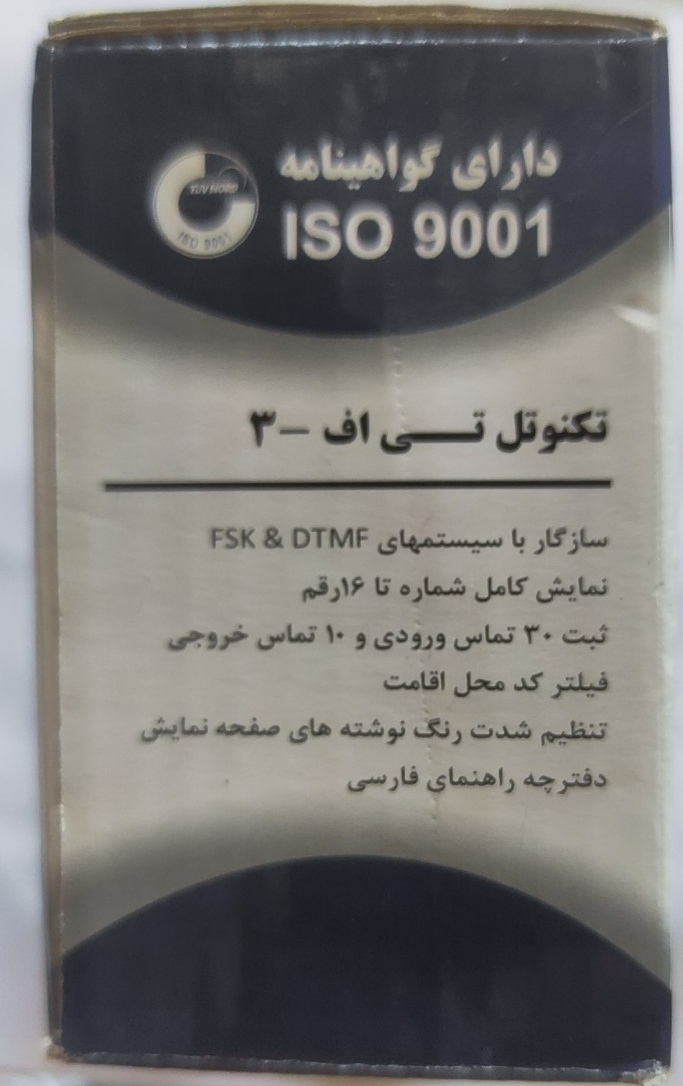 دارای گواهینامه
ISO 9001
TÜV NORD
ISO 9001
تکنوتل تـــی اف -۳
سازگار با سیستمهای FSK & DTMF
نمایش کامل شماره تا ۱۶رقم
ثبت ۳۰ تماس ورودی و ۱۰ تماس خروجی
فیلتر کد محل اقامت
تنظیم شدت رنگ نوشته های صفحه نمایش
دفترچه راهنمای فارسی